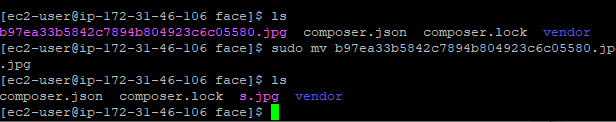 [ec2-user@ip-172-31-46-106 face]$ ls
b97ea33b5842c7894b804923c6c05580.jpg  composer.json  composer.lock  vendor
[ec2-user@ip-172-31-46-106 face]$ sudo mv b97ea33b5842c7894b804923c6c05580.jp
.jpg
[ec2-user@ip-172-31-46-106 face]$ ls
composer.json  composer.lock  s.jpg  vendor
[ec2-user@ip-172-31-46-106 face]$